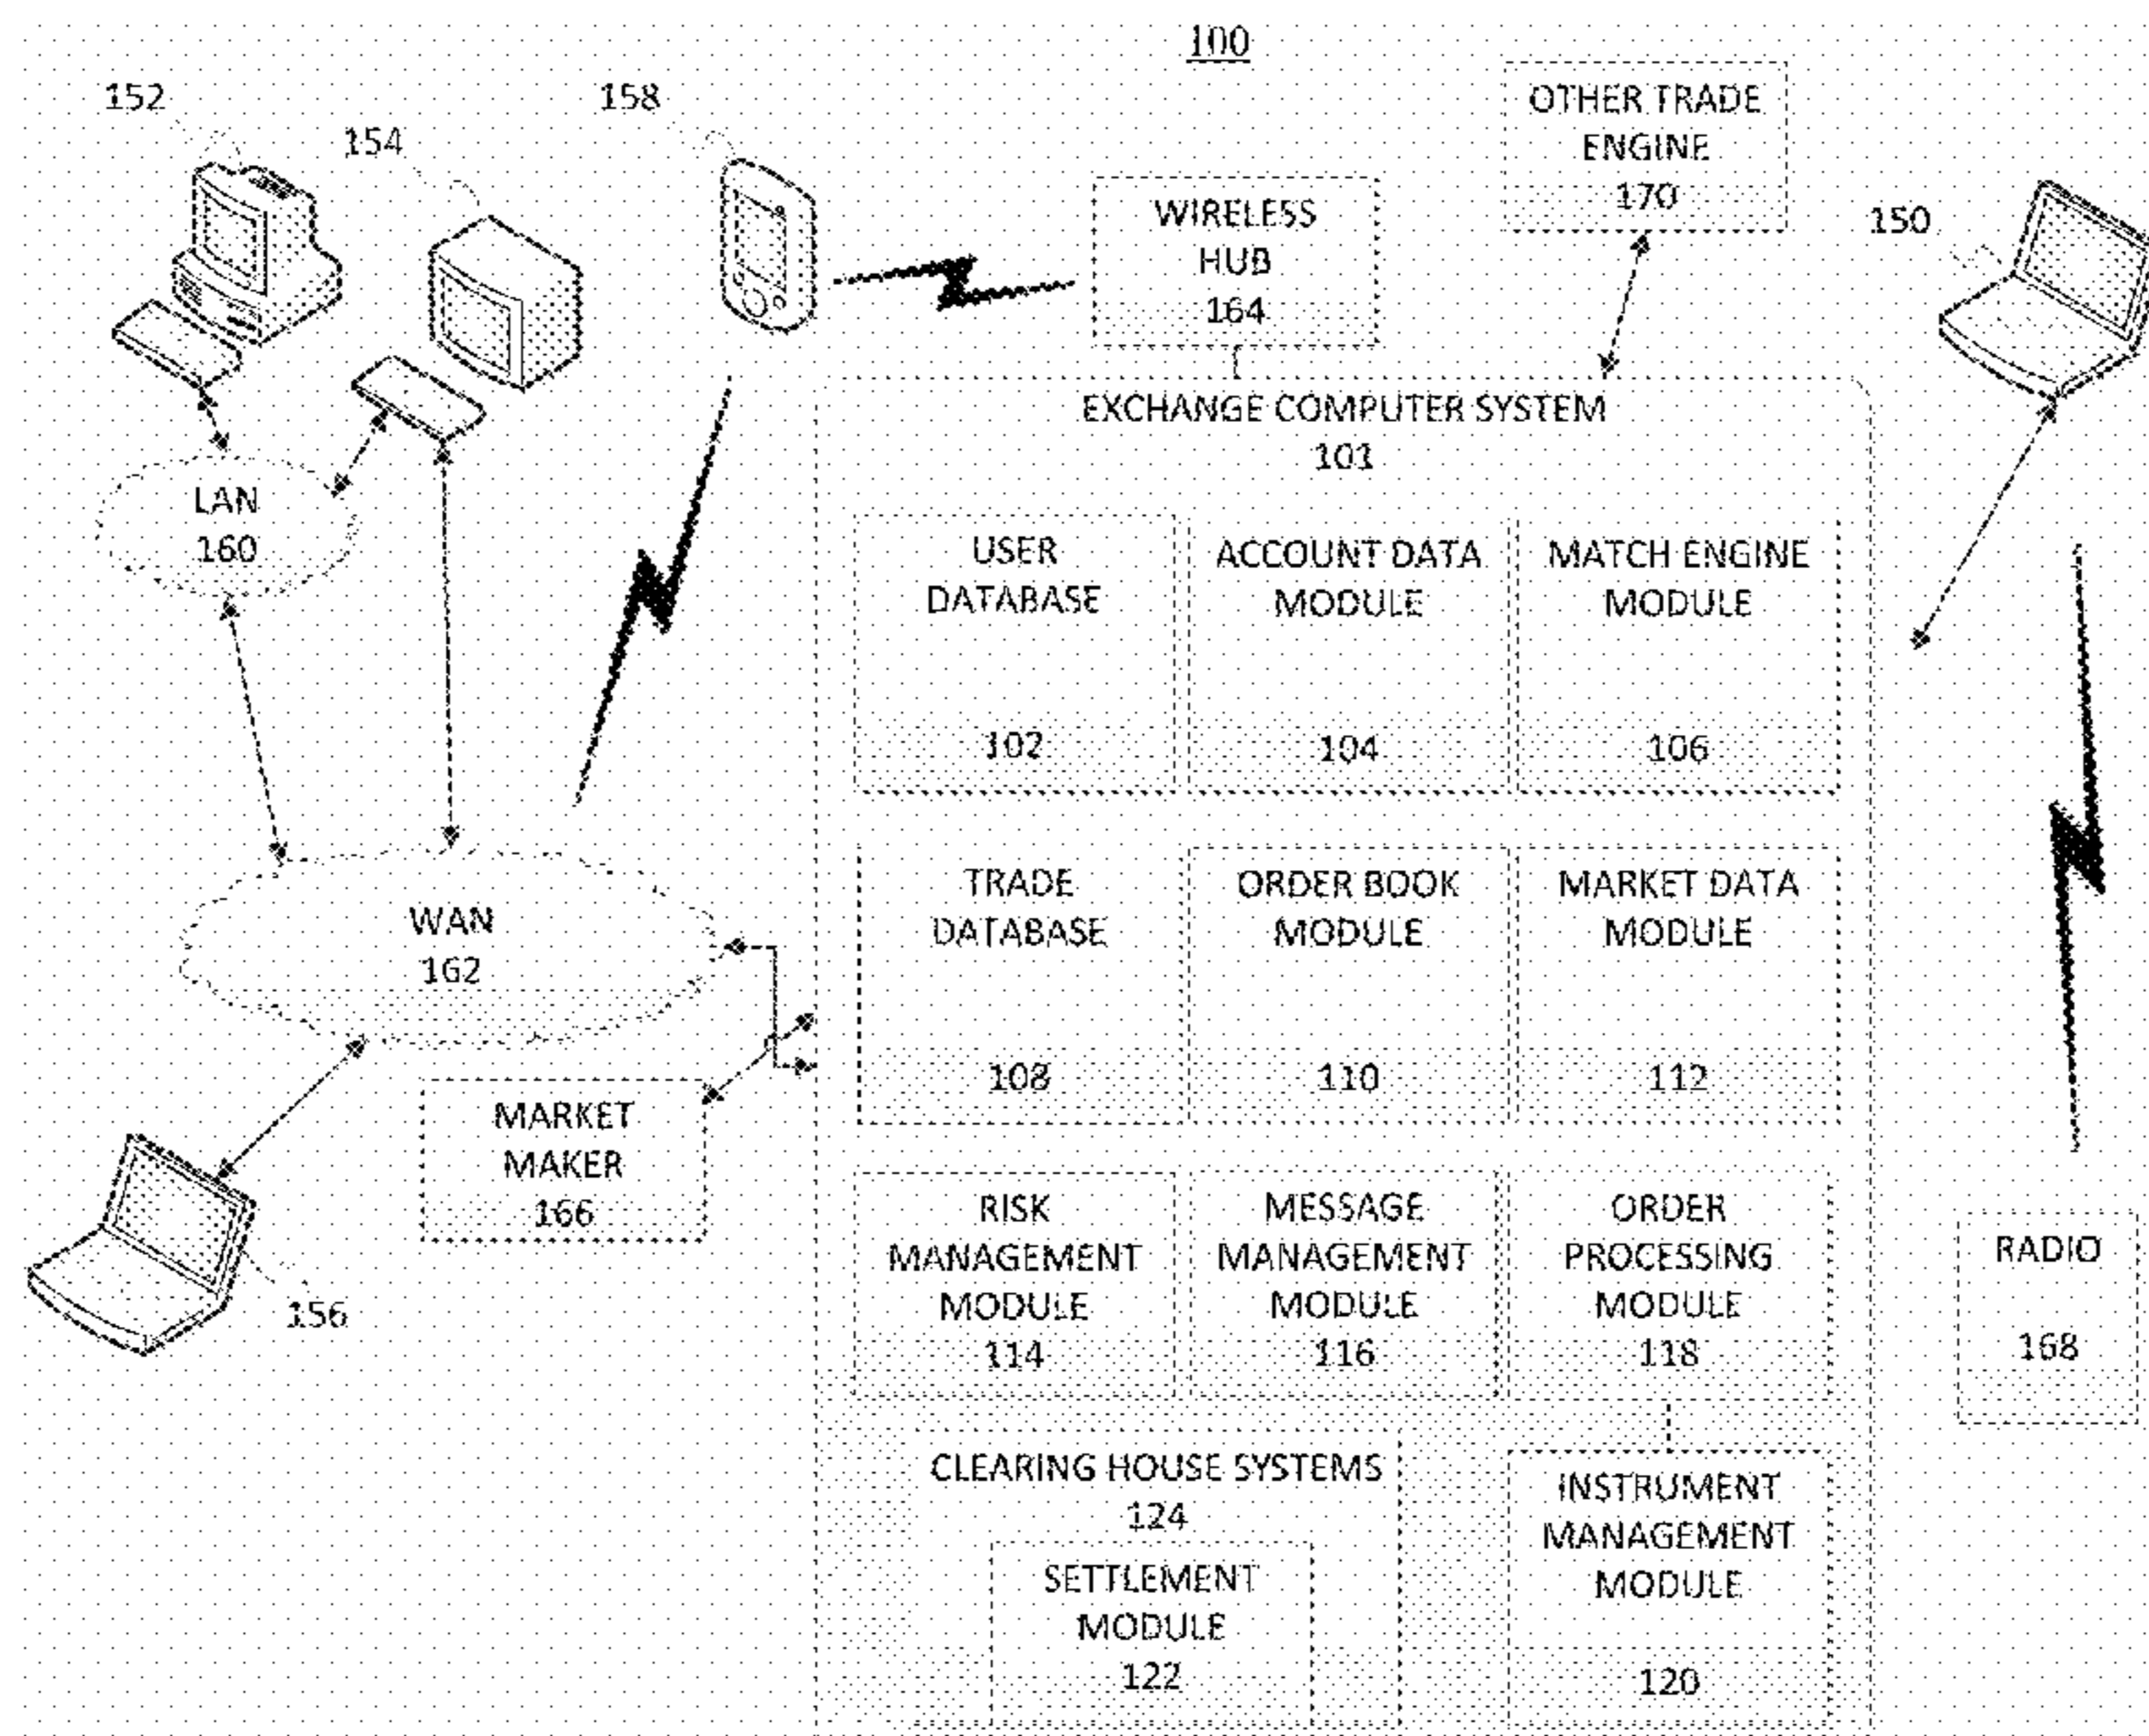 100
152
154
158
OTHER TRADE
ENGINE
170
WIRELESS
HUB
164
150
EXCHANGE COMPUTER SYSTEM
101
LAN
160
USER
DATABASE
102
ACCOUNT DATA
MODULE
104
MATCH ENGINE
MODULE
106
WAN
162
TRADE
DATABASE
108
ORDER BOOK
MODULE
110
MARKET DATA
MODULE
112
MARKET
MAKER
166
156
RISK
MANAGEMENT
MODULE
114
MESSAGE
MANAGEMENT
MODULE
116
ORDER
PROCESSING
MODULE
118
RADIO
168
CLEARING HOUSE SYSTEMS
124
SETTLEMENT
MODULE
122
INSTRUMENT
MANAGEMENT
MODULE
120